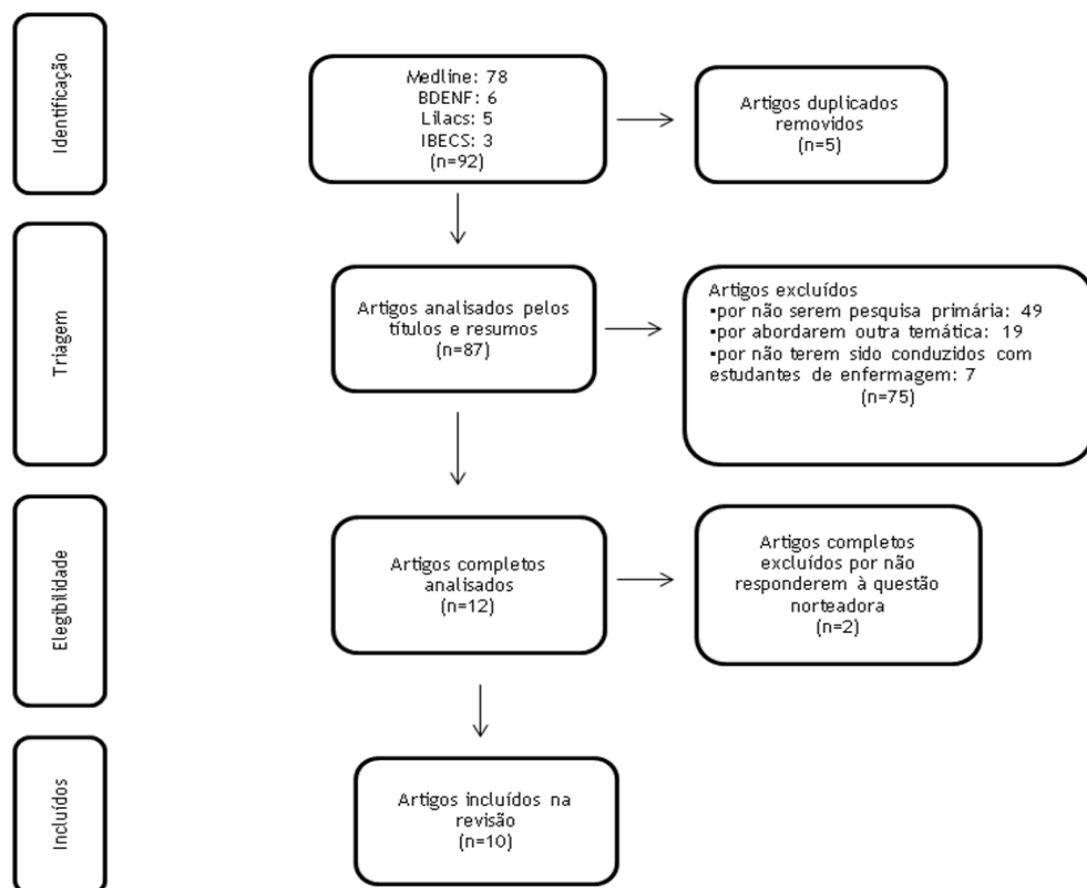 Identificação
Medline: 78
BDENF: 6
Lilacs: 5
IBECS: 3
(n=92)
Artigos duplicados
removidos
(n=5)
Triagem
Artigos analisados pelos
títulos e resumos
(n=87)
Artigos excluídos
•por não serem pesquisa primária: 49
•por abordarem outra temática: 19
•por não terem sido conduzidos com
estudantes de enfermagem: 7
(n=75)
Elegibilidade
Artigos completos
analisados
(n=12)
Artigos completos
excluídos por não
responderem à questão
norteadora
(n=2)
Incluídos
Artigos incluídos na
revisão
(n=10)